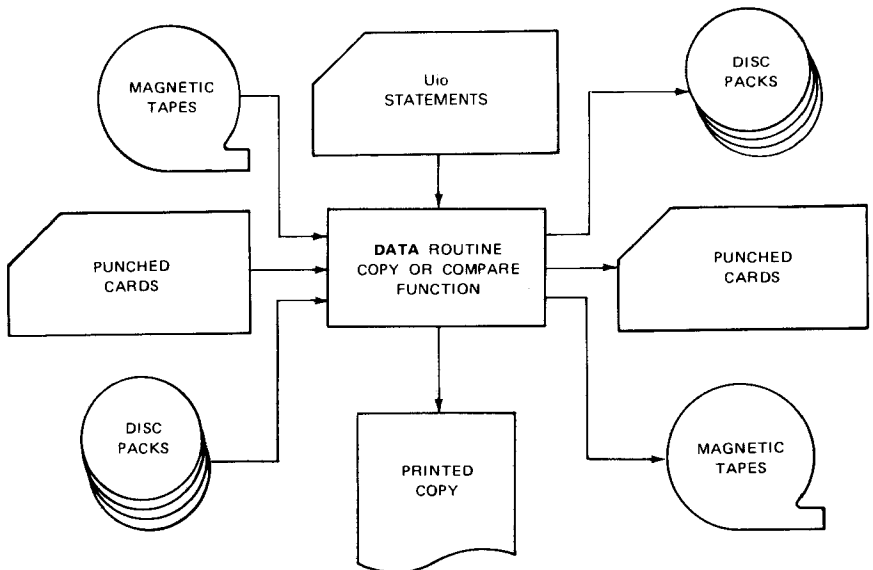 MAGNETIC
TAPES
Uio
STATEMENTS
DISC
PACKS
PUNCHED
CARDS
DATA ROUTINE
COPY OR COMPARE
FUNCTION
PUNCHED
CARDS
DISC
PACKS
PRINTED
COPY
MAGNETIC
TAPES